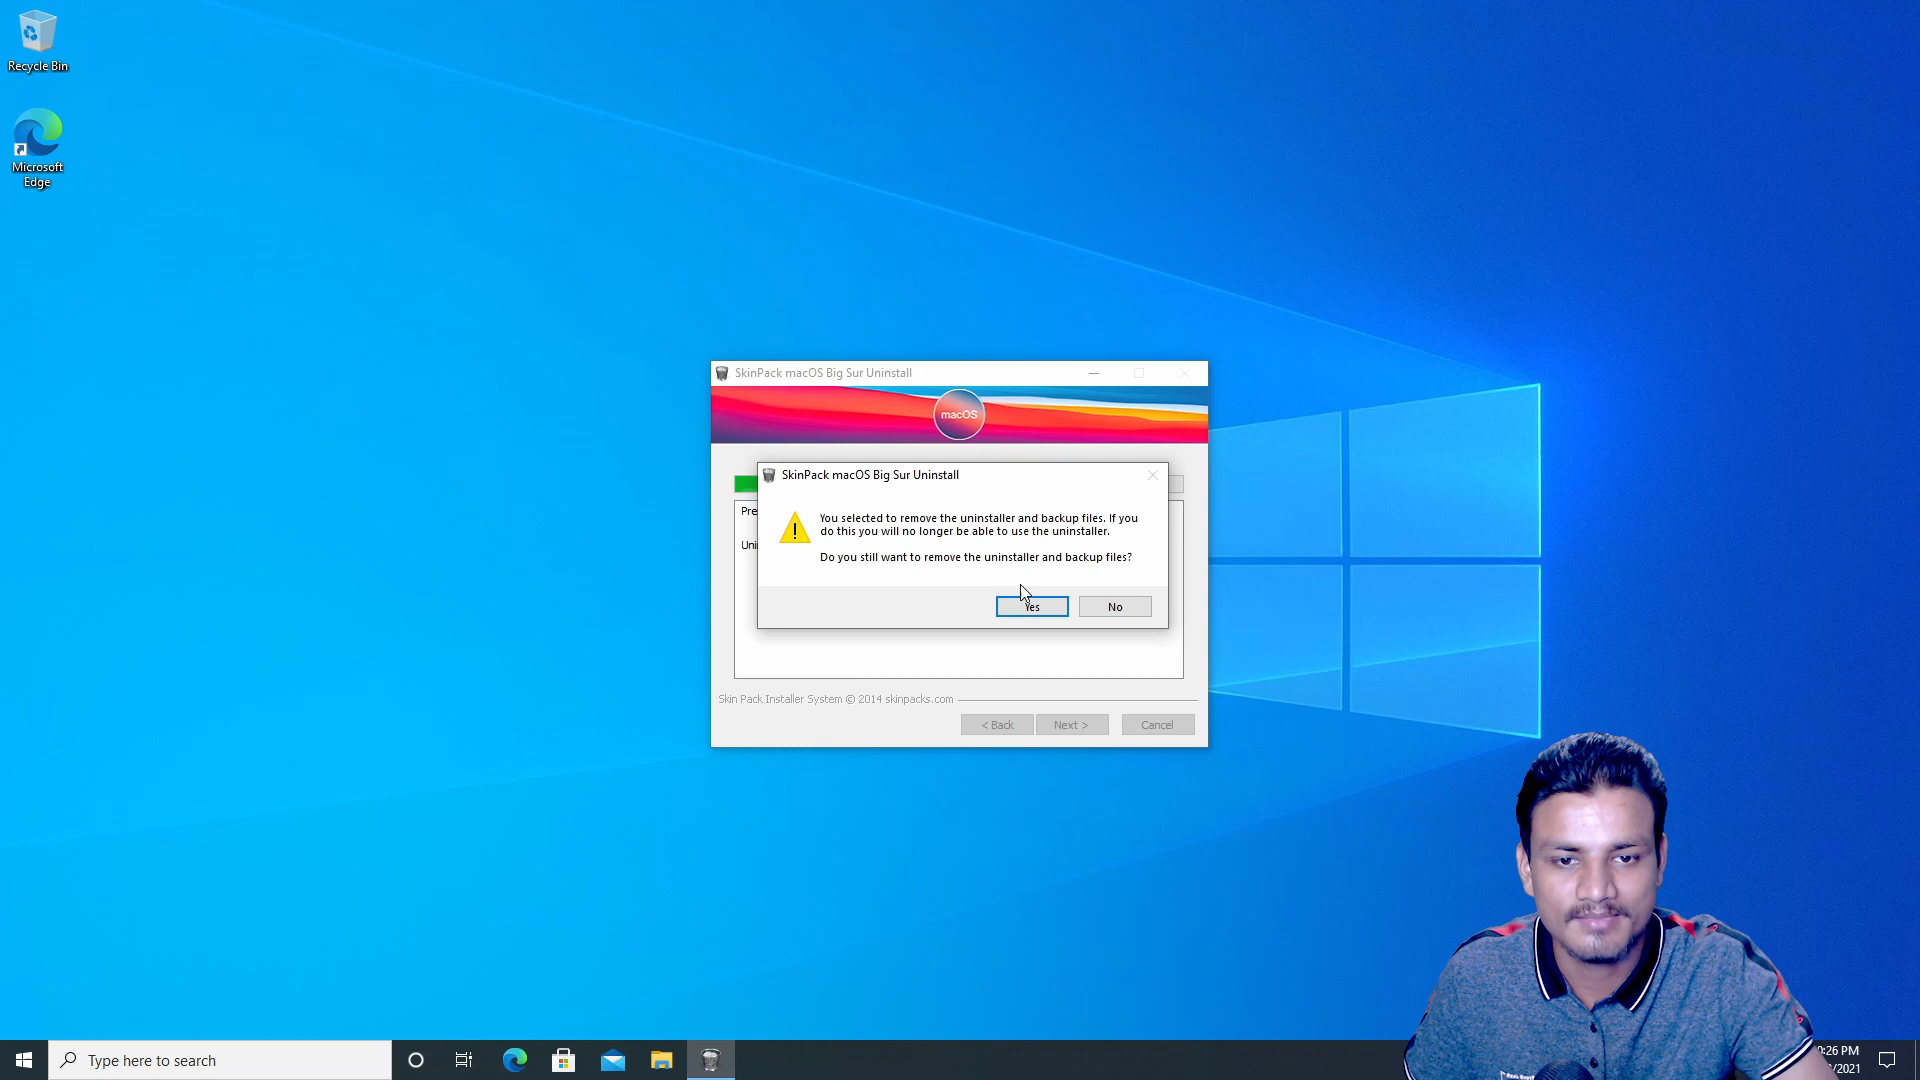 Recycle Bin
Microsoft
Edge
SkinPack macOS Big Sur Uninstall
macOS
SkinPack macOS Big Sur Uninstall
You selected to remove the uninstaller and backup files. If you
do this you will no longer be able to use the uninstaller.
Do you still want to remove the uninstaller and backup files?
Yes
No
Skin Pack Installer System © 2014 skinpacks.com
< Back
Next >
Cancel
Type here to search
:26 PM
/2021